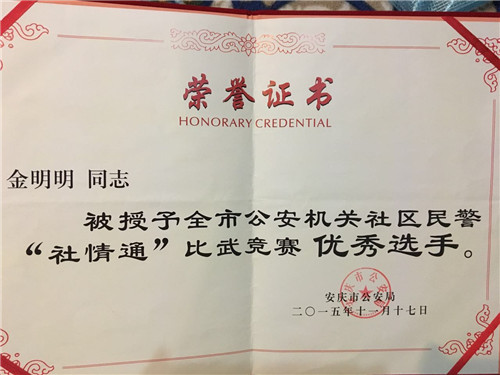 荣誉证书
HONORARY CREDENTIAL
金明明 同志
被授予全市公安机关社区民警
“社情通”比武竞赛 优秀选手。
安庆市公安局
二〇一五年十一月十七日